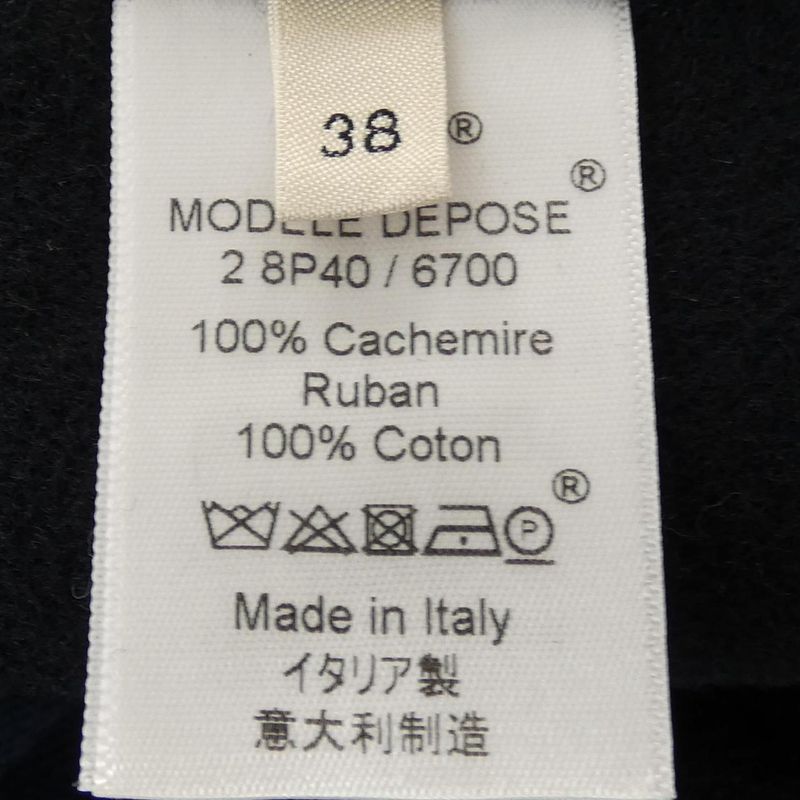 38 ®
®
MODELE DEPOSE
2 8P40 / 6700
100% Cachemire
Ruban
100% Coton
®
P
Made in Italy
イタリア製
意大利制造